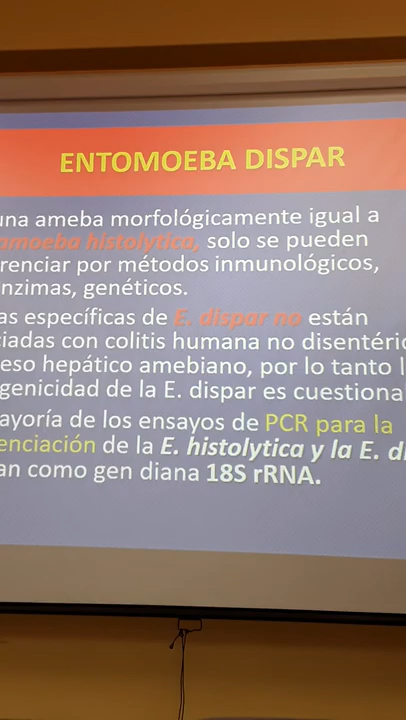 ENTOMOEBA DISPAR
una ameba morfológicamente igual a
amoeba histolytica, solo se pueden
renciar por métodos inmunológicos,
nzimas, genéticos.
as específicas de E. dispar no están
iadas con colitis humana no disentéric
eso hepático amebiano, por lo tanto l
genicidad de la E. dispar es cuestiona
ayoría de los ensayos de PCR para la
enciación de la E. histolytica y la E. di
an como gen diana 18S rRNA.